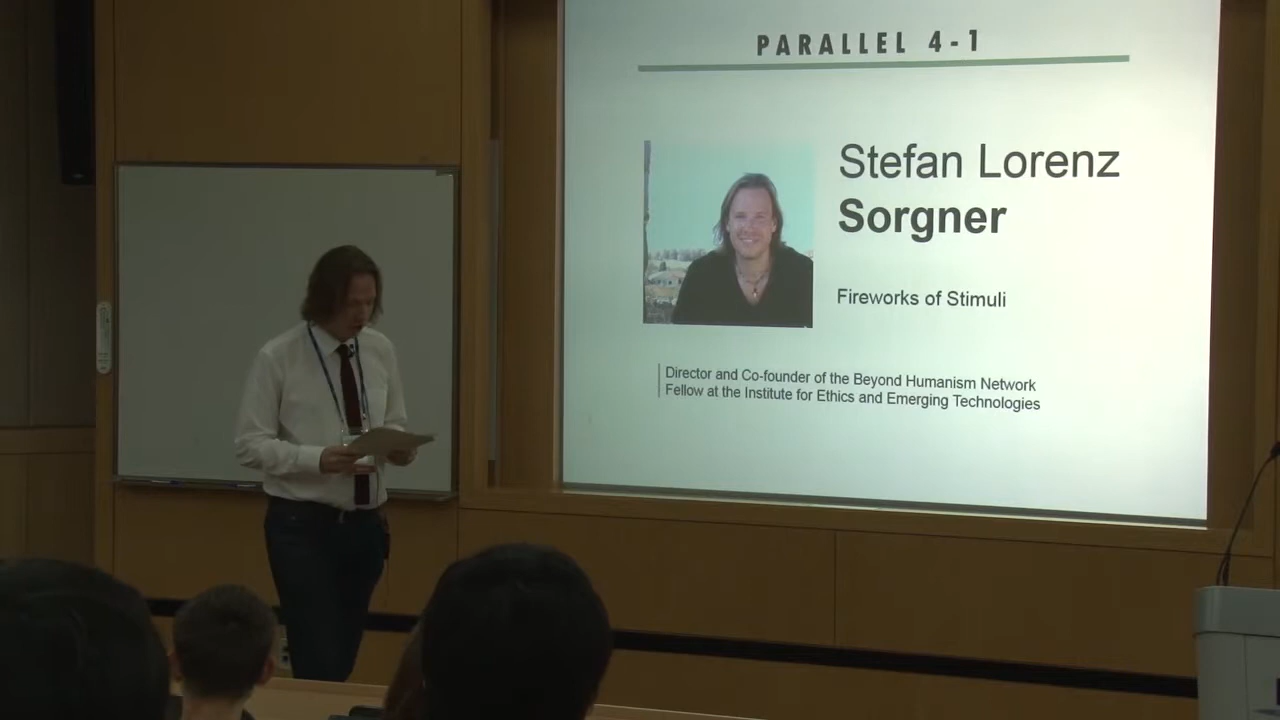 PARALLEL 4-1
Stefan Lorenz
Sorgner
Fireworks of Stimuli
Director and Co-founder of the Beyond Humanism Network
Fellow at the Institute for Ethics and Emerging Technologies